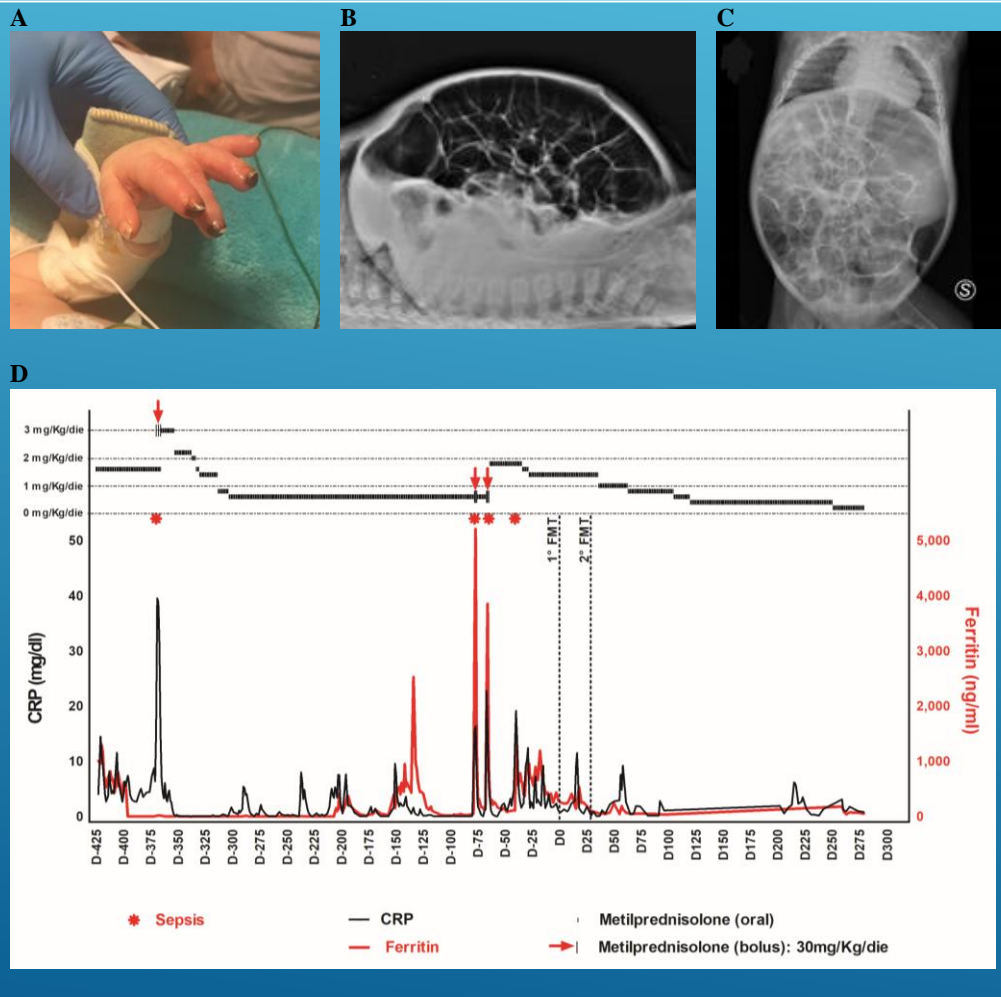 A
B
C
S
D
3 mg/Kg/die
2 mg/Kg/die
1 mg/Kg/die
0 mg/Kg/die
1° FMT
2° FMT
50
40
30
20
10
0
CRP (mg/dl)
5,000
4,000
3,000
2,000
1,000
0
Ferritin (ng/ml)
D-425 D-400 D-375 D-350 D-325 D-300 D-275 D-250 D-225 D-200 D-175 D-150 D-125 D-100 D-75 D-50 D-25 D0 D25 D50 D75 D100 D125 D150 D175 D200 D225 D250 D275 D300
Sepsis
CRP
Metilprednisolone (oral)
Ferritin
Metilprednisolone (bolus): 30mg/Kg/die